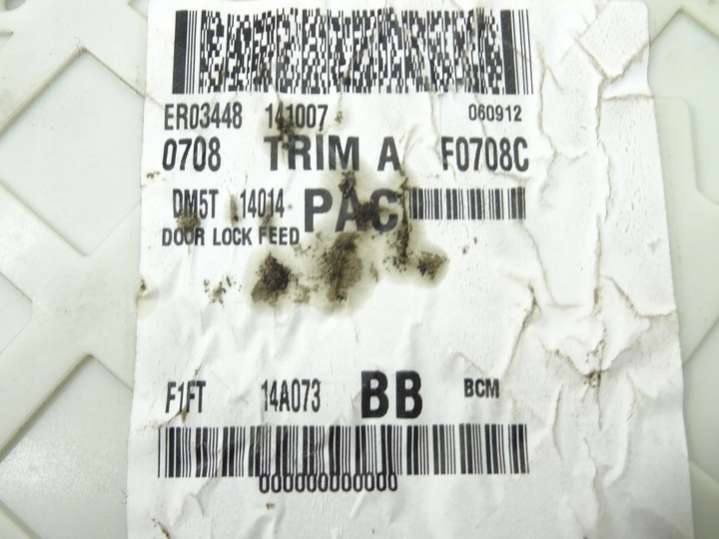 ER03448 141007 060912
0708 TRIM A F0708C
DM5T 14014 PAC
DOOR LOCK FEED
F1FT 14A073 BB BCM
000000000000